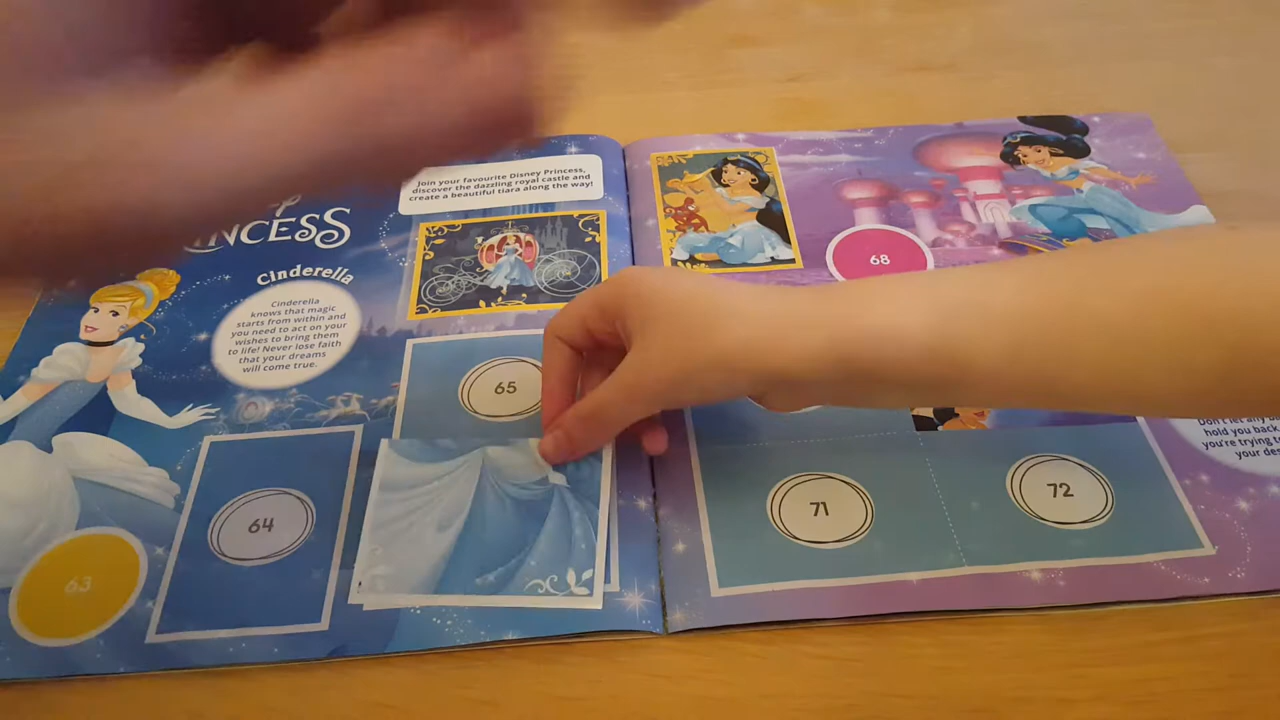 Join your favourite Disney Princess,
discover the dazzling royal castle and
create a beautiful tiara along the way!
Cinderella
Cinderella
knows that magic
starts from within and
you need to act on your
wishes to bring them
to life! Never lose faith
that your dreams
will come true.
65
64
63
68
hold you back
you're trying
your
71
72